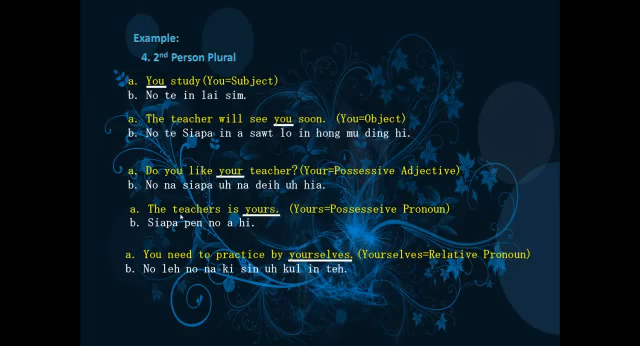 Example:
4. 2nd Person Plural
a. You study(You=Subject)
b. No te in lai sim.
a. The teacher will see you soon. (You=Object)
b. No te Siapa in a sawt lo in hong mu ding hi.
a. Do you like your teacher?(Your=Possessive Adjective)
b. No na siapa uh na deih uh hia.
a. The teachers is yours. (Yours=Possesseive Pronoun)
b. Siapa pen no a hi.
a. You need to practice by yourselves.(Yourselves=Relative Pronoun)
b. No leh no na ki sin uh kul in teh.